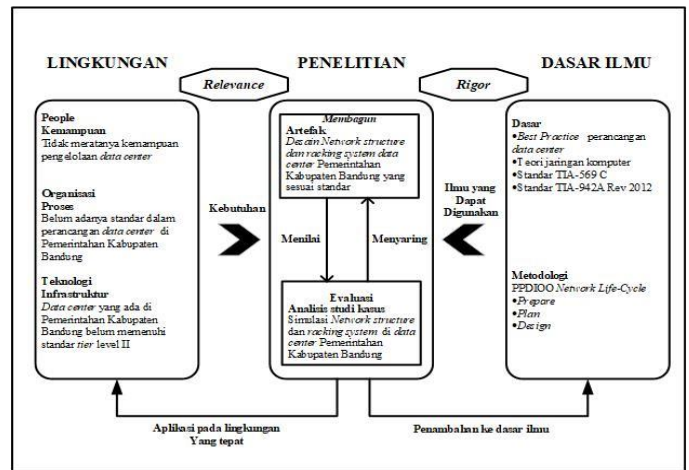 LINGKUNGAN
PENELITIAN
DASAR ILMU
Relevance
Rigor
People
Kemampuan
Tidak meratanya kemampuan
pengelolaan data center
Organisasi
Proses
Belum adanya standar dalam
perancangan data center di
Pemerintahan Kabupaten
Bandung
Teknologi
Infrastruktur
Data center yang ada di
Pemerintahan Kabupaten
Bandung belum memenuhi
standar tier level II
Kebutuhan
Membagun
Artefak
Desain Network structure
dan racking system data
center Pemerintahan
Kabupaten Bandung yang
sesuai standar
Menilai
Menyaring
Evaluasi
Analisis studi kasus
Simulasi Network structure
dan racking system di data
center Pemerintahan
Kabupaten Bandung
Ilmu yang
Dapat
Digunakan
Dasar
•Best Practice perancangan
data center
•Teori jaringan komputer
•Standar TIA-569 C
•Standar TIA-942A Rev 2012
Metodologi
PPDIOO Network Life-Cycle
•Prepare
•Plan
•Design
Aplikasi pada lingkungan
Yang tepat
Penambahan ke dasar ilmu